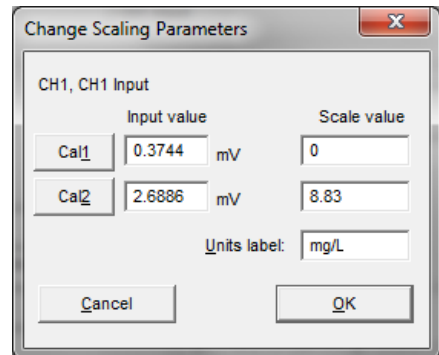 Change Scaling Parameters
CH1, CH1 Input
Input value Scale value
Cal1 0.3744 mV 0
Cal2 2.6886 mV 8.83
Units label: mg/L
Cancel OK